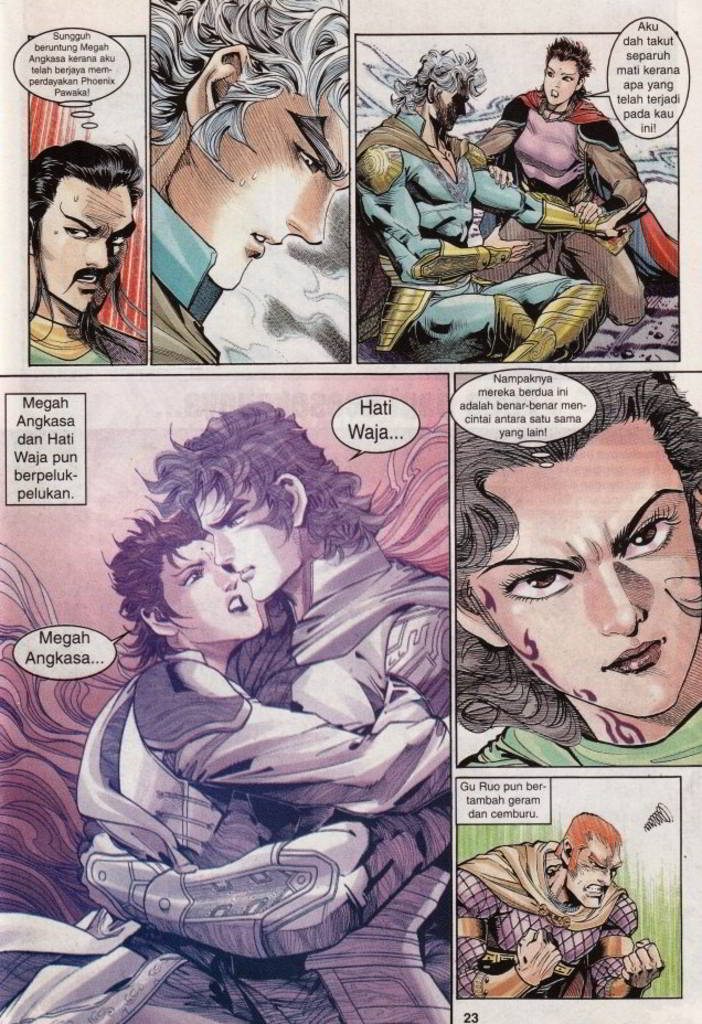 Sungguh
beruntung Megah
Angkasa kerana aku
telah berjaya mem-
perdayakan Phoenix
Pawaka!
Aku
dah takut
separuh
mati kerana
apa yang
telah terjadi
pada kau
ini!
Megah
Angkasa
dan Hati
Waja pun
berpeluk-
pelukan.
Hati
Waja...
Megah
Angkasa...
Nampaknya
mereka berdua ini
adalah benar-benar men-
cintai antara satu sama
yang lain!
Gu Ruo pun ber-
tambah geram
dan cemburu.
23